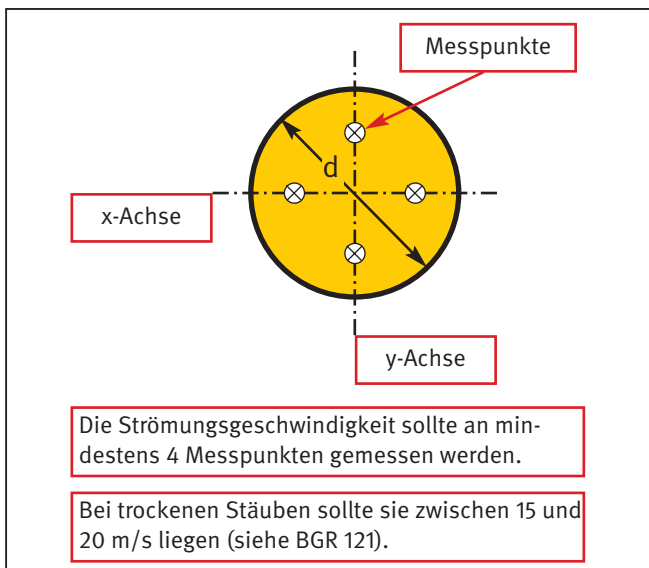 Messpunkte
d
x-Achse
y-Achse
Die Strömungsgeschwindigkeit sollte an min-
destens 4 Messpunkten gemessen werden.
Bei trockenen Stäuben sollte sie zwischen 15 und
20 m/s liegen (siehe BGR 121).